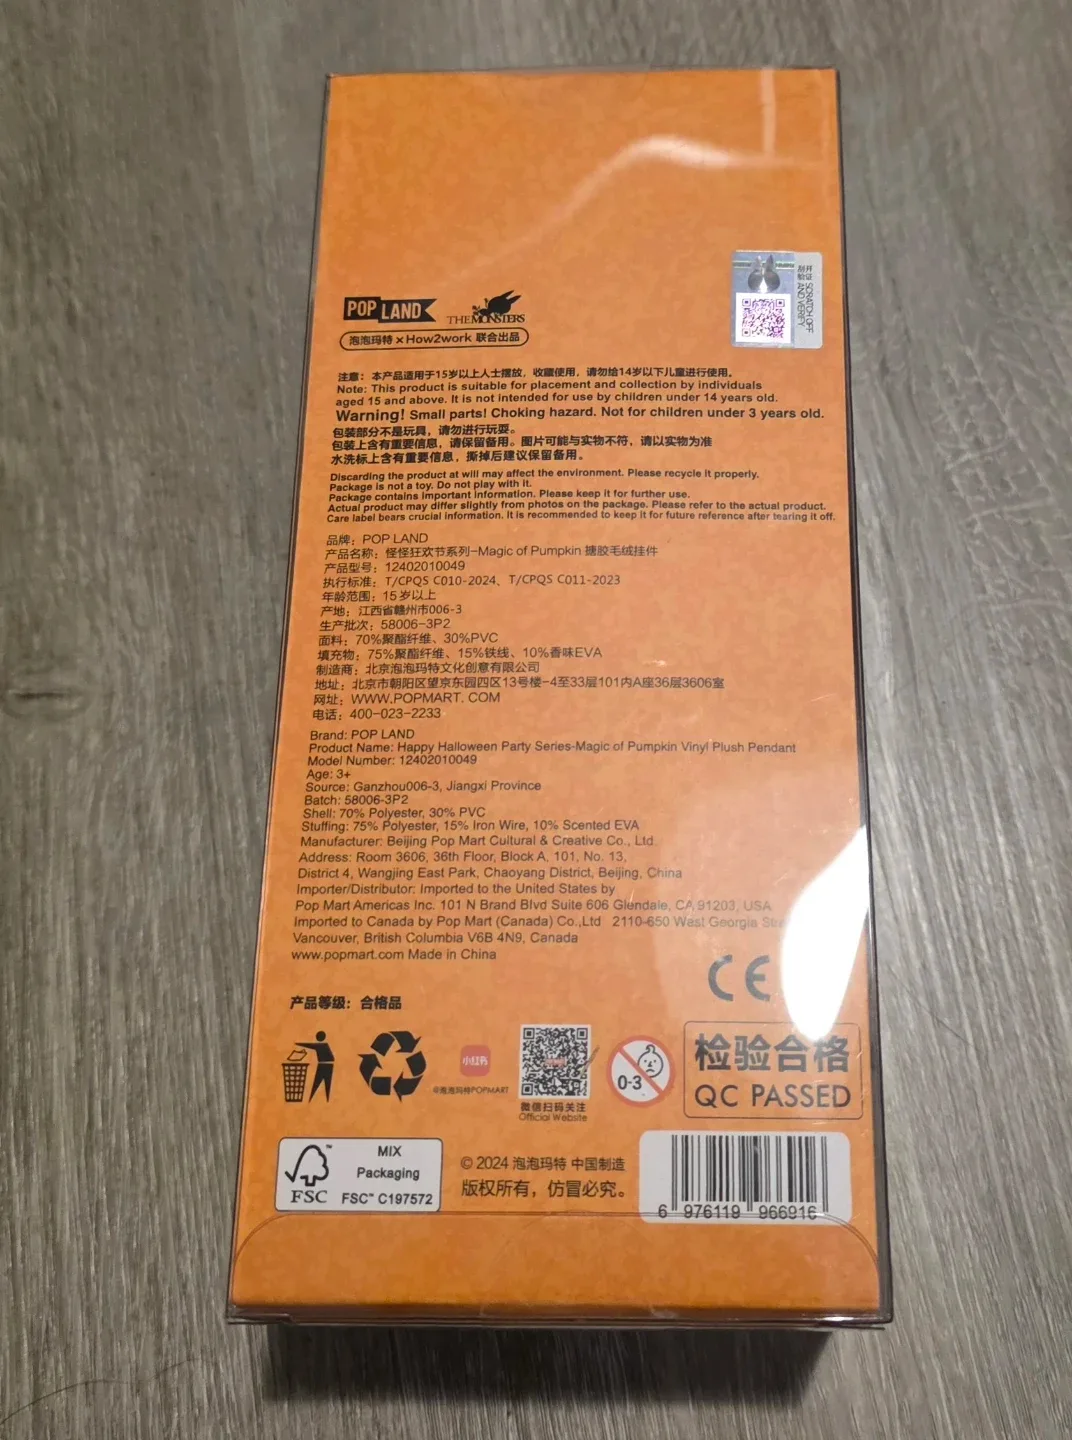 POP LAND THE MONSTERS
泡泡玛特 × How2work 联合出品
刮开验证 SCRATCH OFF AND VERIFY
注意：本产品适用于15岁以上人士摆放，收藏使用，请勿给14岁以下儿童进行使用。
Note: This product is suitable for placement and collection by individuals
aged 15 and above. It is not intended for use by children under 14 years old.
Warning! Small parts! Choking hazard. Not for children under 3 years old.
包装部分不是玩具，请勿进行玩耍。
包装上含有重要信息，请保留备用。图片可能与实物不符，请以实物为准
水洗标上含有重要信息，撕掉后建议保留备用。
Discarding the product at will may affect the environment. Please recycle it properly.
Package is not a toy. Do not play with it.
Package contains important information. Please keep it for further use.
Actual product may differ slightly from photos on the package. Please refer to the actual product.
Care label bears crucial information. It is recommended to keep it for future reference after tearing it off.
品牌：POP LAND
产品名称：怪怪狂欢节系列-Magic of Pumpkin 搪胶毛绒挂件
产品型号：12402010049
执行标准：T/CPQS C010-2024、T/CPQS C011-2023
年龄范围：15岁以上
产地：江西省赣州市006-3
生产批次：58006-3P2
面料：70%聚酯纤维、30%PVC
填充物：75%聚酯纤维、15%铁线、10%香味EVA
制造商：北京泡泡玛特文化创意有限公司
地址：北京市朝阳区望京东园四区13号楼-4至33层101内A座36层3606室
网址：WWW.POPMART.COM
电话：400-023-2233
Brand: POP LAND
Product Name: Happy Halloween Party Series-Magic of Pumpkin Vinyl Plush Pendant
Model Number: 12402010049
Age: 3+
Source: Ganzhou006-3, Jiangxi Province
Batch: 58006-3P2
Shell: 70% Polyester, 30% PVC
Stuffing: 75% Polyester, 15% Iron Wire, 10% Scented EVA
Manufacturer: Beijing Pop Mart Cultural & Creative Co., Ltd.
Address: Room 3606, 36th Floor, Block A, 101, No. 13,
District 4, Wangjing East Park, Chaoyang District, Beijing, China
Importer/Distributor: Imported to the United States by
Pop Mart Americas Inc. 101 N Brand Blvd Suite 606 Glendale, CA 91203, USA
Imported to Canada by Pop Mart (Canada) Co.,Ltd 2110-650 West Georgia
Vancouver, British Columbia V6B 4N9, Canada
www.popmart.com Made in China
CE
产品等级：合格品
小红书
@泡泡玛特POPMART
微信扫码关注
Official Website
0-3
检验合格
QC PASSED
FSC™
MIX
Packaging
FSC™ C197572
© 2024 泡泡玛特 中国制造
版权所有，仿冒必究。
6 976119 966916